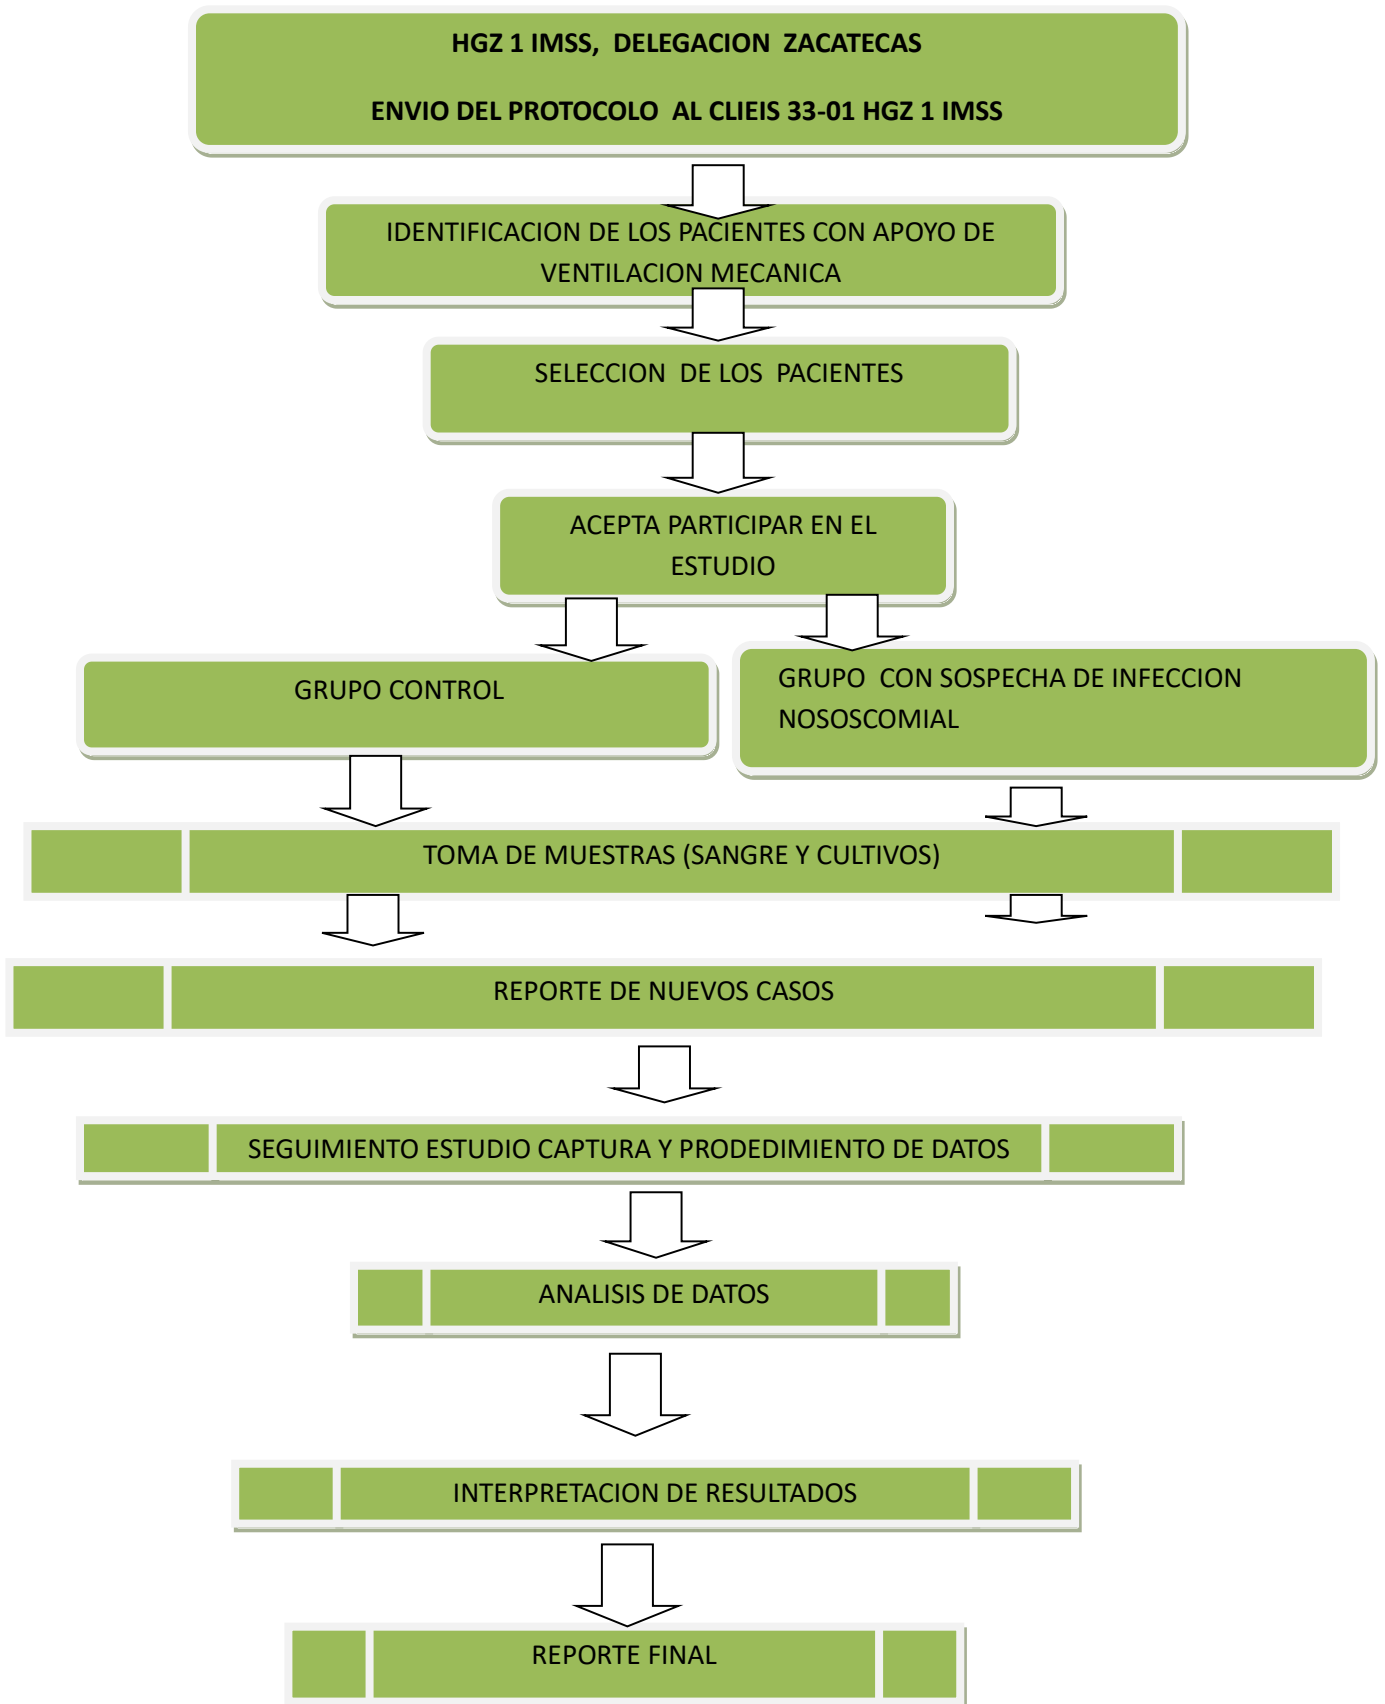 HGZ 1 IMSS, DELEGACION ZACATECAS
ENVIO DEL PROTOCOLO AL CLIEIS 33-01 HGZ 1 IMSS
IDENTIFICACION DE LOS PACIENTES CON APOYO DE
VENTILACION MECANICA
SELECCION DE LOS PACIENTES
ACEPTA PARTICIPAR EN EL
ESTUDIO
GRUPO CONTROL
GRUPO CON SOSPECHA DE INFECCION
NOSOSCOMIAL
TOMA DE MUESTRAS (SANGRE Y CULTIVOS)
REPORTE DE NUEVOS CASOS
SEGUIMIENTO ESTUDIO CAPTURA Y PRODEDIMIENTO DE DATOS
ANALISIS DE DATOS
INTERPRETACION DE RESULTADOS
REPORTE FINAL